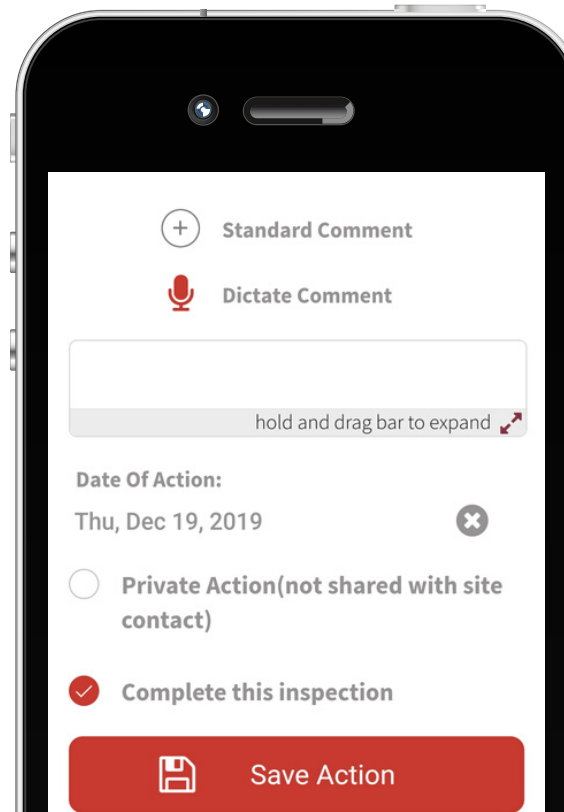 Standard Comment
Dictate Comment
hold and drag bar to expand
Date Of Action:
Thu, Dec 19, 2019
Private Action(not shared with site
contact)
Complete this inspection
Save Action